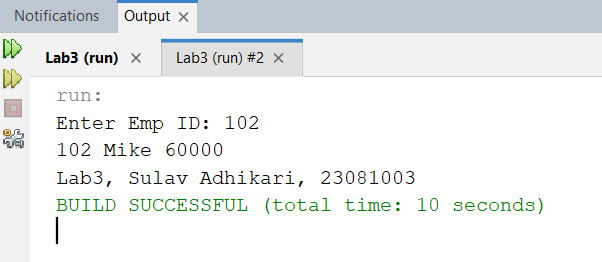 Notifications Output
Lab3 (run) Lab3 (run) #2
run:
Enter Emp ID: 102
102 Mike 60000
Lab3, Sulav Adhikari, 23081003
BUILD SUCCESSFUL (total time: 10 seconds)